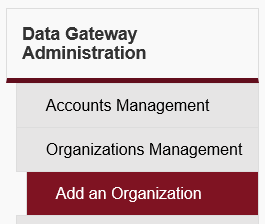 Data Gateway
Administration
Accounts Management
Organizations Management
Add an Organization